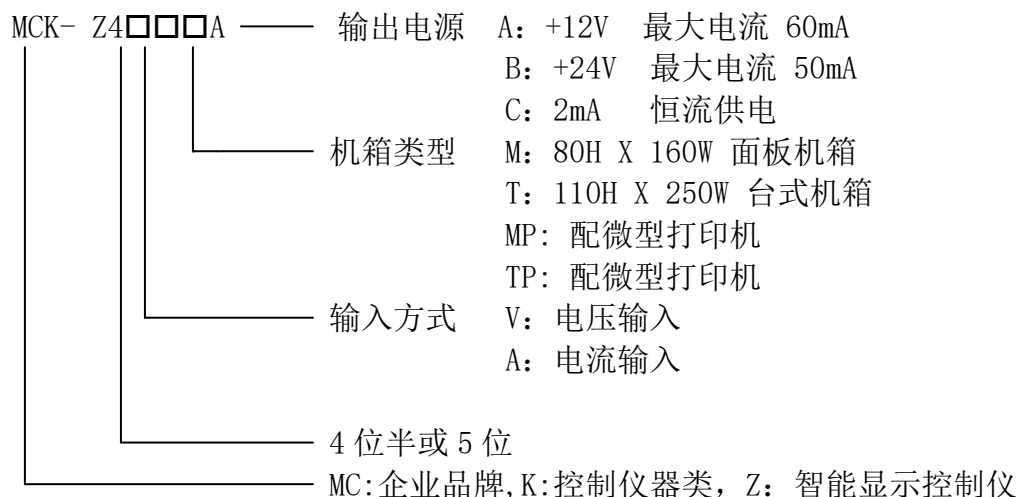 MCK- Z4□□□A 输出电源 A：+12V 最大电流 60mA
B：+24V 最大电流 50mA
C：2mA 恒流供电
机箱类型 M：80H X 160W 面板机箱
T：110H X 250W 台式机箱
MP: 配微型打印机
TP: 配微型打印机
输入方式 V：电压输入
A：电流输入
4位半或5位
MC:企业品牌,K:控制仪器类，Z：智能显示控制仪